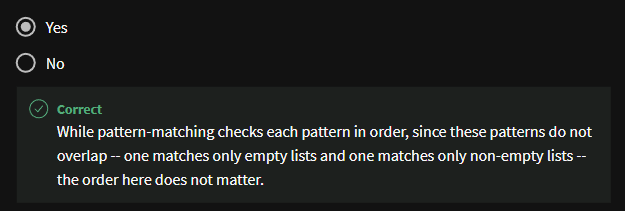 Yes
No
Correct
While pattern-matching checks each pattern in order, since these patterns do not
overlap -- one matches only empty lists and one matches only non-empty lists --
the order here does not matter.